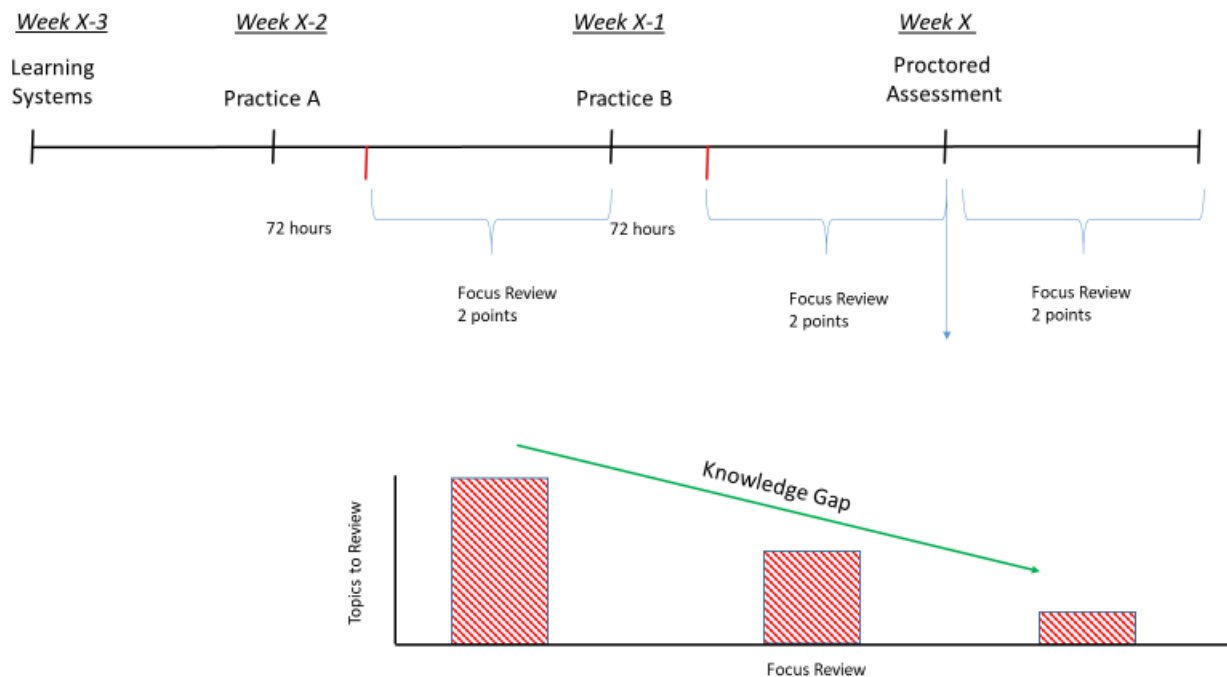 Week X-3
Week X-2
Week X-1
Week X
Learning
Systems
Practice A
Practice B
Proctored
Assessment
72 hours
72 hours
Focus Review
2 points
Focus Review
2 points
Focus Review
2 points
Knowledge Gap
Topics to Review
Focus Review